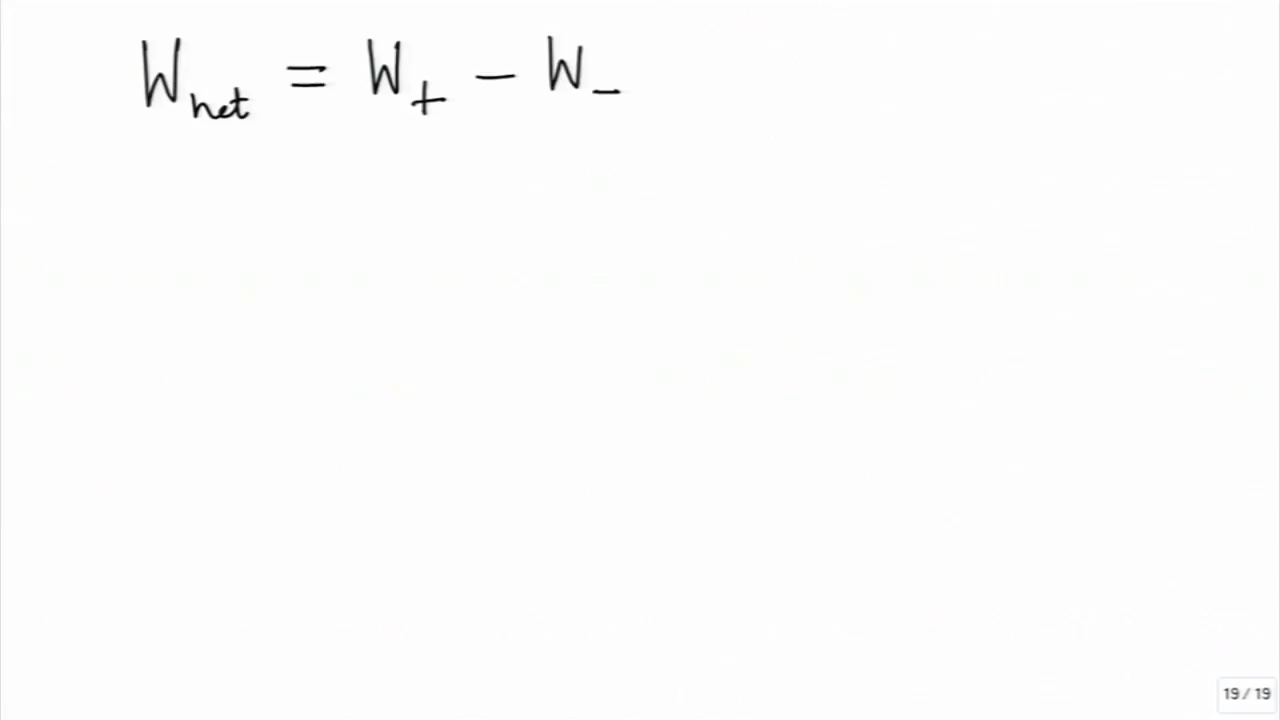 W_net = W_+ - W_-
19 / 19